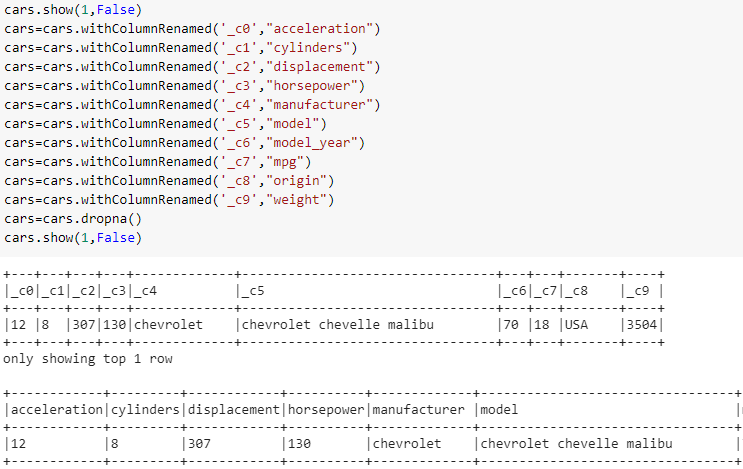 cars.show(1,False)
cars=cars.withColumnRenamed('_c0',"acceleration")
cars=cars.withColumnRenamed('_c1',"cylinders")
cars=cars.withColumnRenamed('_c2',"displacement")
cars=cars.withColumnRenamed('_c3',"horsepower")
cars=cars.withColumnRenamed('_c4',"manufacturer")
cars=cars.withColumnRenamed('_c5',"model")
cars=cars.withColumnRenamed('_c6',"model_year")
cars=cars.withColumnRenamed('_c7',"mpg")
cars=cars.withColumnRenamed('_c8',"origin")
cars=cars.withColumnRenamed('_c9',"weight")
cars=cars.dropna()
cars.show(1,False)
+---+---+---+---+-------------+---------------------------------+---+---+-------+----+
|_c0|_c1|_c2|_c3|_c4          |_c5                              |_c6|_c7|_c8    |_c9 |
+---+---+---+---+-------------+---------------------------------+---+---+-------+----+
|12 |8  |307|130|chevrolet    |chevrolet chevelle malibu        |70 |18 |USA    |3504|
+---+---+---+---+-------------+---------------------------------+---+---+-------+----+
only showing top 1 row
+------------+---------+------------+----------+-------------+---------------------------------+
|acceleration|cylinders|displacement|horsepower|manufacturer |model                            |
+------------+---------+------------+----------+-------------+---------------------------------+
|12          |8        |307         |130       |chevrolet    |chevrolet chevelle malibu        |
+------------+---------+------------+----------+-------------+---------------------------------+